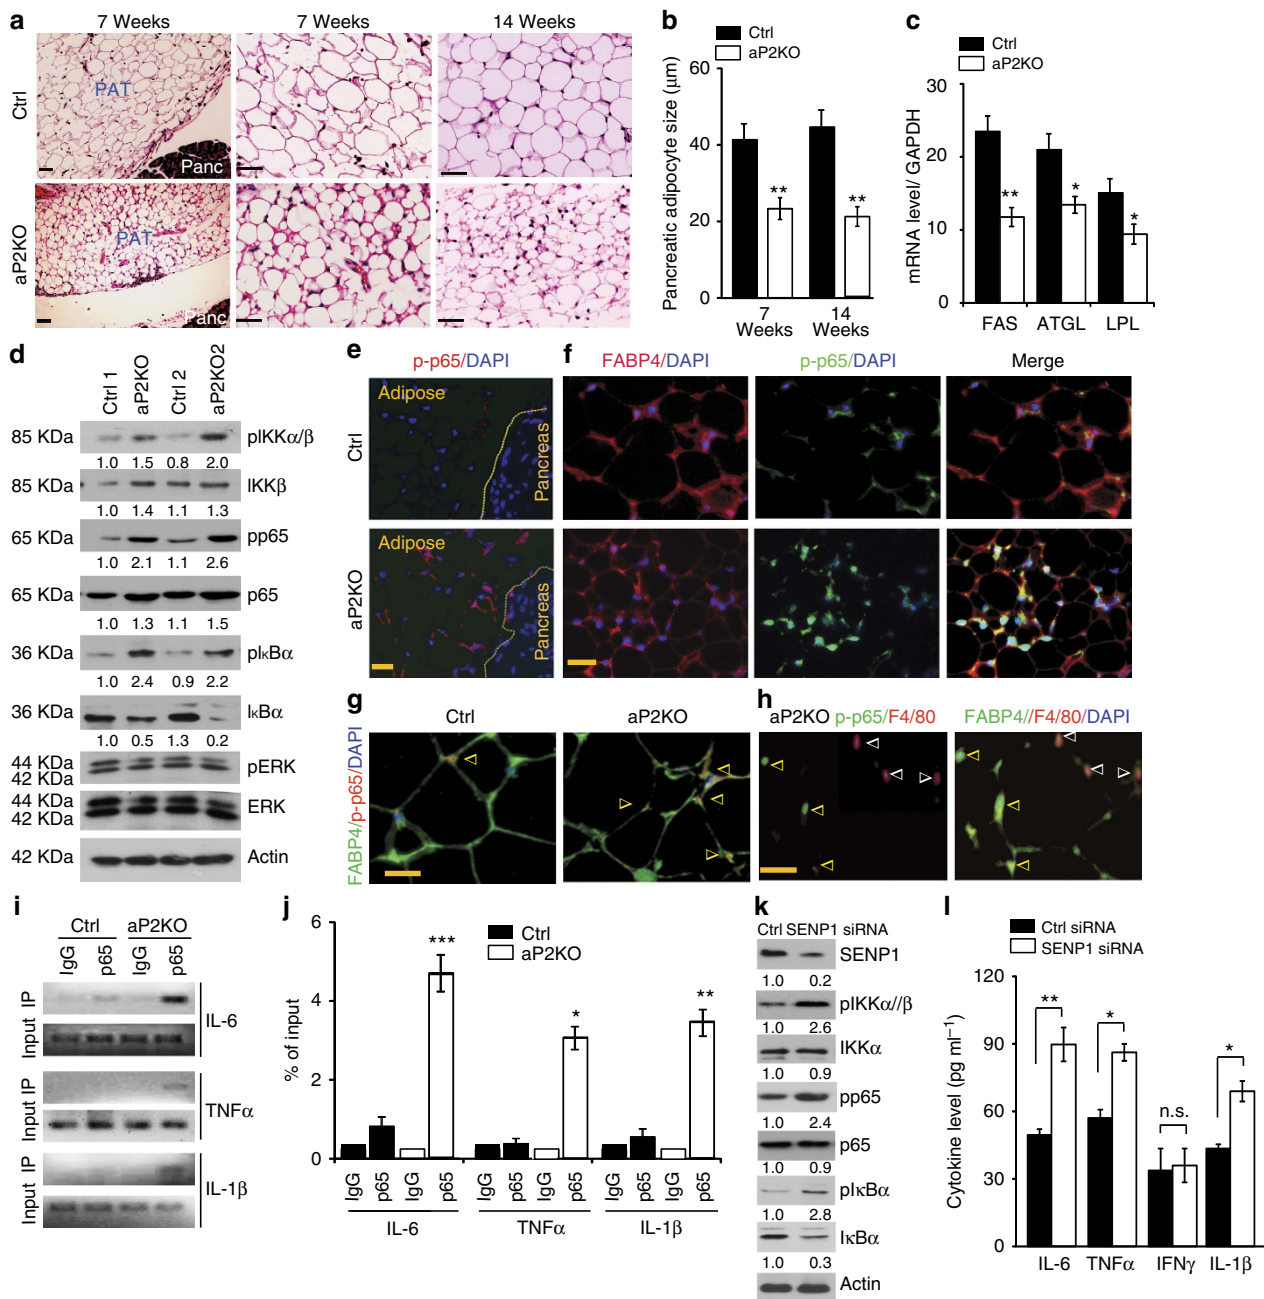 a
7 Weeks
7 Weeks
14 Weeks
Ctrl
PAT
Panc
aP2KO
PAT
Panc
b
Ctrl
aP2KO
Pancreatic adipocyte size (μm)
60
40
20
0
**
**
7 Weeks
14 Weeks
c
Ctrl
aP2KO
mRNA level/ GAPDH
30
20
10
0
**
*
*
FAS ATGL LPL
d
Ctrl 1
aP2KO
Ctrl 2
aP2KO2
85 KDa pIKKα/β
1.0 1.5 0.8 2.0
85 KDa IKKβ
1.0 1.4 1.1 1.3
65 KDa pp65
1.0 2.1 1.1 2.6
65 KDa p65
1.0 1.3 1.1 1.5
36 KDa pIκBα
1.0 2.4 0.9 2.2
36 KDa IκBα
1.0 0.5 1.3 0.2
44 KDa pERK
42 KDa
44 KDa ERK
42 KDa
42 KDa Actin
e
p-p65/DAPI
Ctrl
Adipose
Pancreas
aP2KO
Adipose
Pancreas
f
FABP4/DAPI
p-p65/DAPI
Merge
g
Ctrl
aP2KO
FABP4/p-p65/DAPI
h
aP2KO p-p65/F4/80
FABP4//F4/80/DAPI
i
Ctrl aP2KO
IgG p65 IgG p65
Input IP IL-6
Input IP TNFα
Input IP IL-1β
j
Ctrl
aP2KO
% of input
6
4
2
0
***
*
**
IgG p65 IgG p65 IgG p65 IgG p65 IgG p65 IgG p65
IL-6 TNFα IL-1β
k
Ctrl SENP1 siRNA
SENP1
1.0 0.2
pIKKα//β
1.0 2.6
IKKα
1.0 0.9
pp65
1.0 2.4
p65
1.0 0.9
pIκBα
1.0 2.8
IκBα
1.0 0.3
Actin
l
Ctrl siRNA
SENP1 siRNA
Cytokine level (pg ml⁻¹)
120
90
60
30
0
**
*
n.s.
*
IL-6 TNFα IFNγ IL-1β